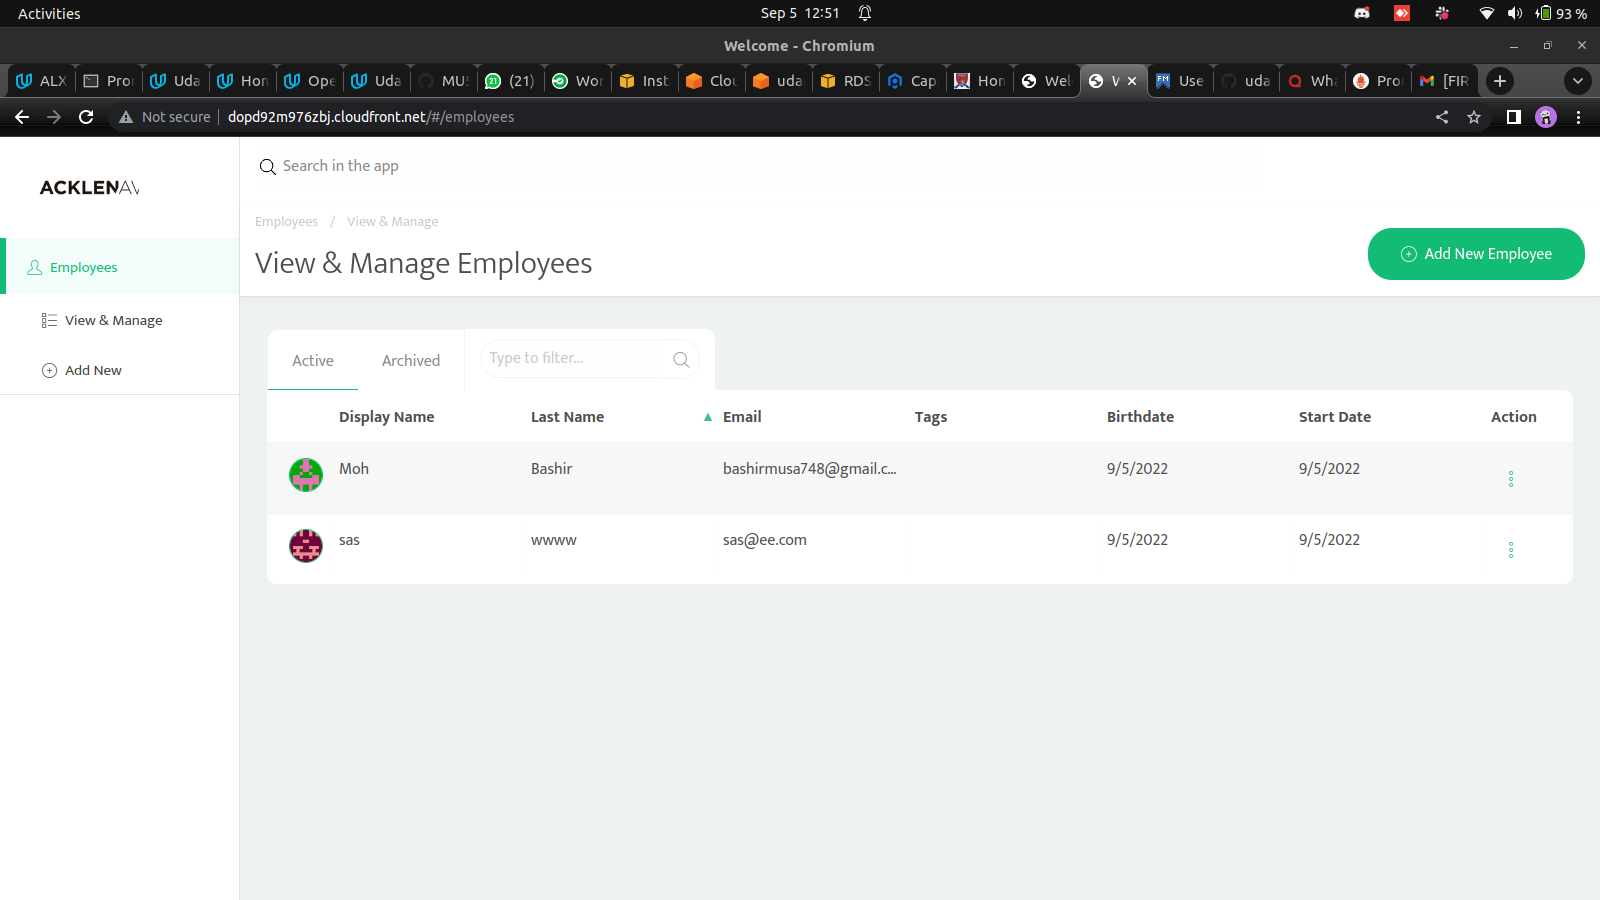 Activities
Sep 5 12:51
93 %
Welcome - Chromium
ALX Pro Uda Hon Ope Uda MUS (21) Wor Inst Clou uda RDS Cap Hon Wel W Use uda Wha Pro [FIR
Not secure dopd92m976zbj.cloudfront.net/#/employees
ACKLENAV
Search in the app
Employees / View & Manage
View & Manage Employees
Add New Employee
Employees
View & Manage
Add New
Active Archived Type to filter...
Display Name Last Name Email Tags Birthdate Start Date Action
Moh Bashir bashirmusa748@gmail.c... 9/5/2022 9/5/2022
sas wwww sas@ee.com 9/5/2022 9/5/2022